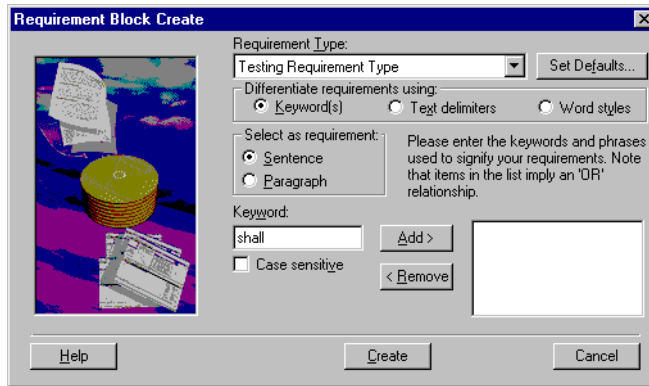 Requirement Block Create
Requirement Type:
Testing Requirement Type
Set Defaults...
Differentiate requirements using:
Keyword(s) Text delimiters Word styles
Select as requirement:
Sentence
Paragraph
Please enter the keywords and phrases
used to signify your requirements. Note
that items in the list imply an 'OR'
relationship.
Keyword:
shall
Add >
Case sensitive
< Remove
Help Create Cancel